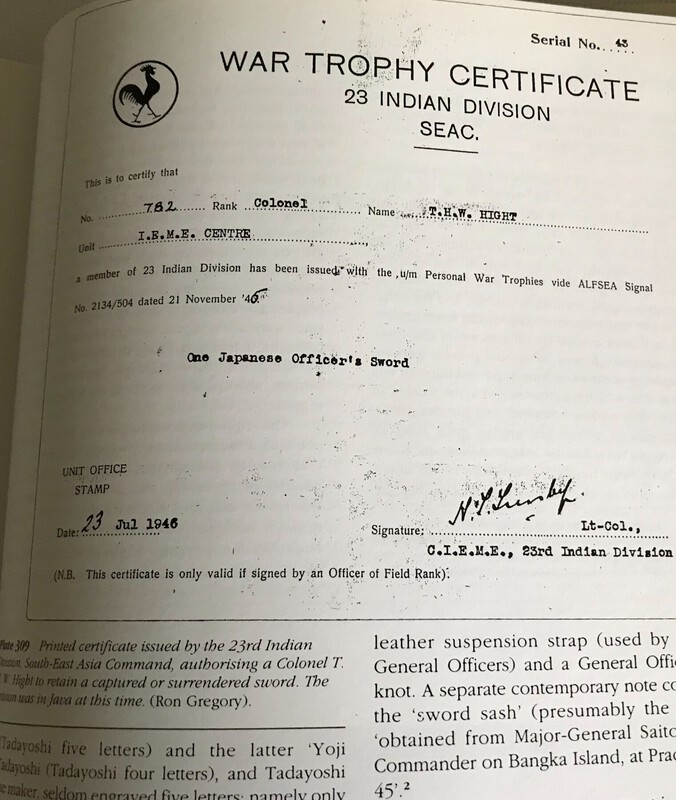 Serial No. 43
WAR TROPHY CERTIFICATE
23 INDIAN DIVISION
SEAC.
This is to certify that
No. 782 Rank Colonel Name T.H.W. HIGHT
Unit I.E.M.E. CENTRE
a member of 23 Indian Division has been issued with the u/m Personal War Trophies vide ALFSEA Signal
No. 2134/504 dated 21 November '45
One Japanese Officer's Sword
UNIT OFFICE
STAMP
Date: 23 Jul 1946
Signature: Lt-Col.,
C.I.E.M.E., 23rd Indian Division
(N.B. This certificate is only valid if signed by an Officer of Field Rank).
Plate 309 Printed certificate issued by the 23rd Indian
Division, South-East Asia Command, authorising a Colonel T.
W. Hight to retain a captured or surrendered sword. The
was in Java at this time. (Ron Gregory).
Tadayoshi five letters) and the latter 'Yoji
Tadayoshi (Tadayoshi four letters), and Tadayoshi
maker, seldom engraved five letters; namely only
leather suspension strap (used by
General Officers) and a General Offi
knot. A separate contemporary note co
the 'sword sash' (presumably the
'obtained from Major-General Saito
Commander on Bangka Island, at Prac
45'.²